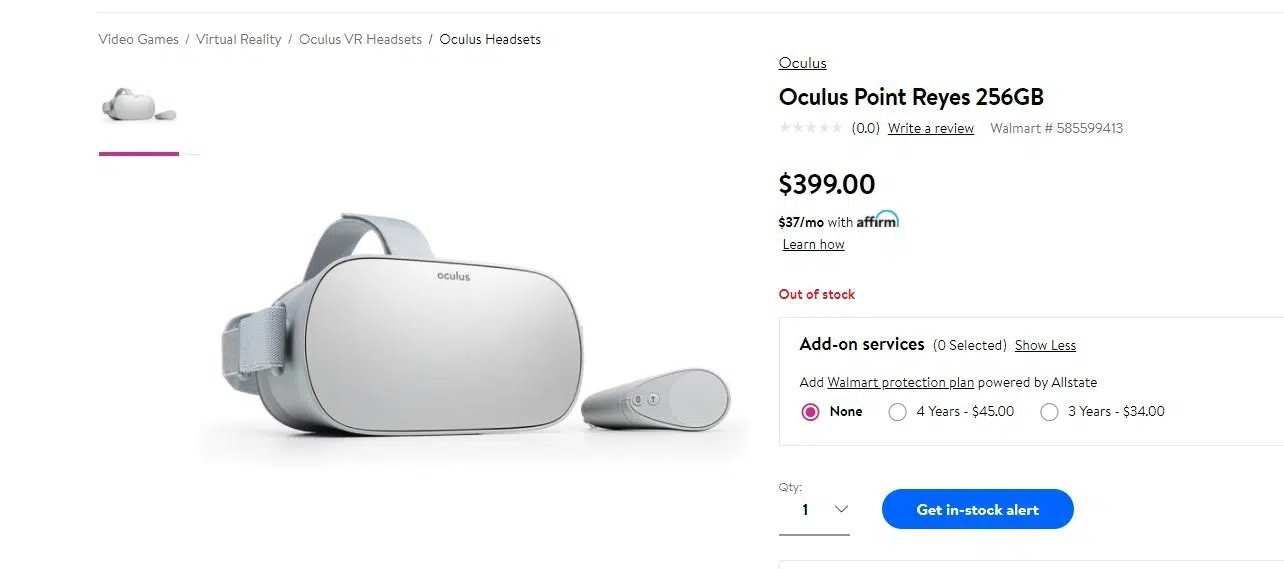 Video Games / Virtual Reality / Oculus VR Headsets / Oculus Headsets
Oculus
Oculus Point Reyes 256GB
(0.0) Write a review Walmart # 585599413
$399.00
$37/mo with affirm
Learn how
oculus
Out of stock
Add-on services (0 Selected) Show Less
Add Walmart protection plan powered by Allstate
None 4 Years - $45.00 3 Years - $34.00
Qty:
1
Get in-stock alert